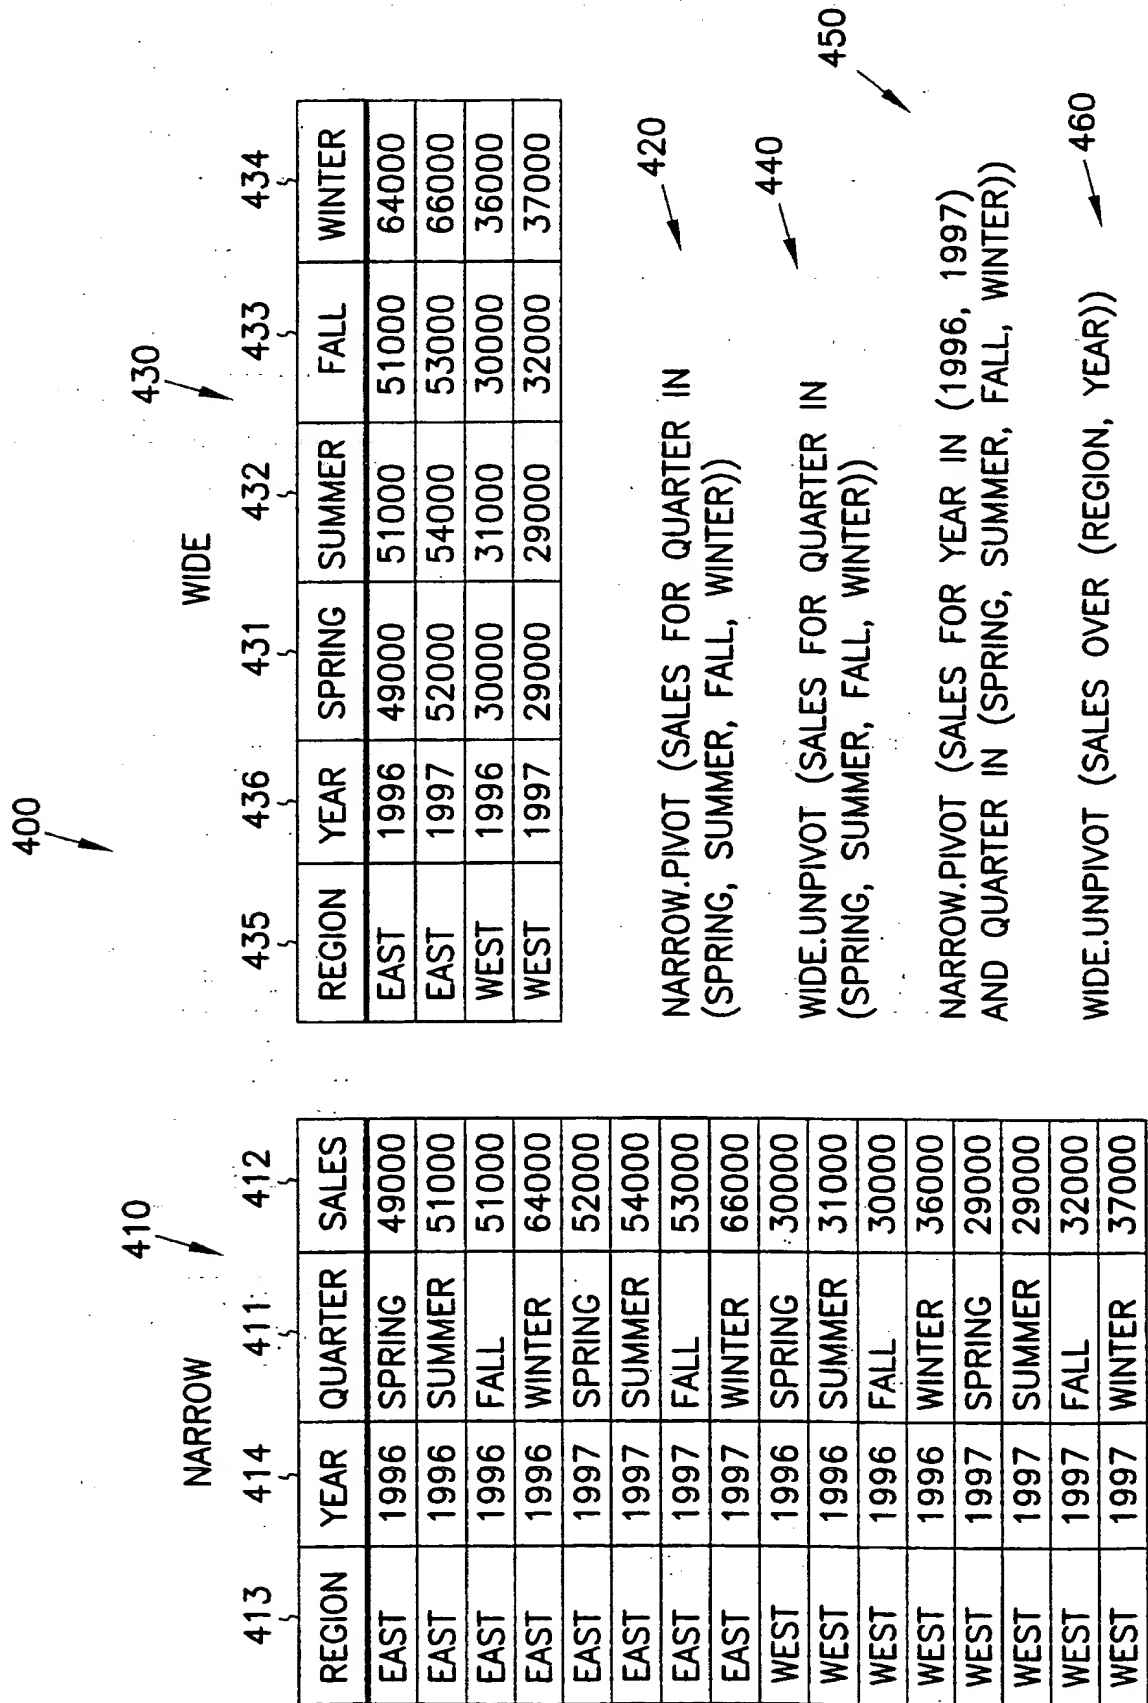 400
NARROW
410
413 414 411 412
REGION YEAR QUARTER SALES
EAST 1996 SPRING 49000
EAST 1996 SUMMER 51000
EAST 1996 FALL 51000
EAST 1996 WINTER 64000
EAST 1997 SPRING 52000
EAST 1997 SUMMER 54000
EAST 1997 FALL 53000
EAST 1997 WINTER 66000
WEST 1996 SPRING 30000
WEST 1996 SUMMER 31000
WEST 1996 FALL 30000
WEST 1996 WINTER 36000
WEST 1997 SPRING 29000
WEST 1997 SUMMER 29000
WEST 1997 FALL 32000
WEST 1997 WINTER 37000
WIDE
430
435 436 431 432 433 434
REGION YEAR SPRING SUMMER FALL WINTER
EAST 1996 49000 51000 51000 64000
EAST 1997 52000 54000 53000 66000
WEST 1996 30000 31000 30000 36000
WEST 1997 29000 29000 32000 37000
NARROW.PIVOT (SALES FOR QUARTER IN
(SPRING, SUMMER, FALL, WINTER))
420
WIDE.UNPIVOT (SALES FOR QUARTER IN
(SPRING, SUMMER, FALL, WINTER))
440
NARROW.PIVOT (SALES FOR YEAR IN (1996, 1997)
AND QUARTER IN (SPRING, SUMMER, FALL, WINTER))
450
WIDE.UNPIVOT (SALES OVER (REGION, YEAR))
460